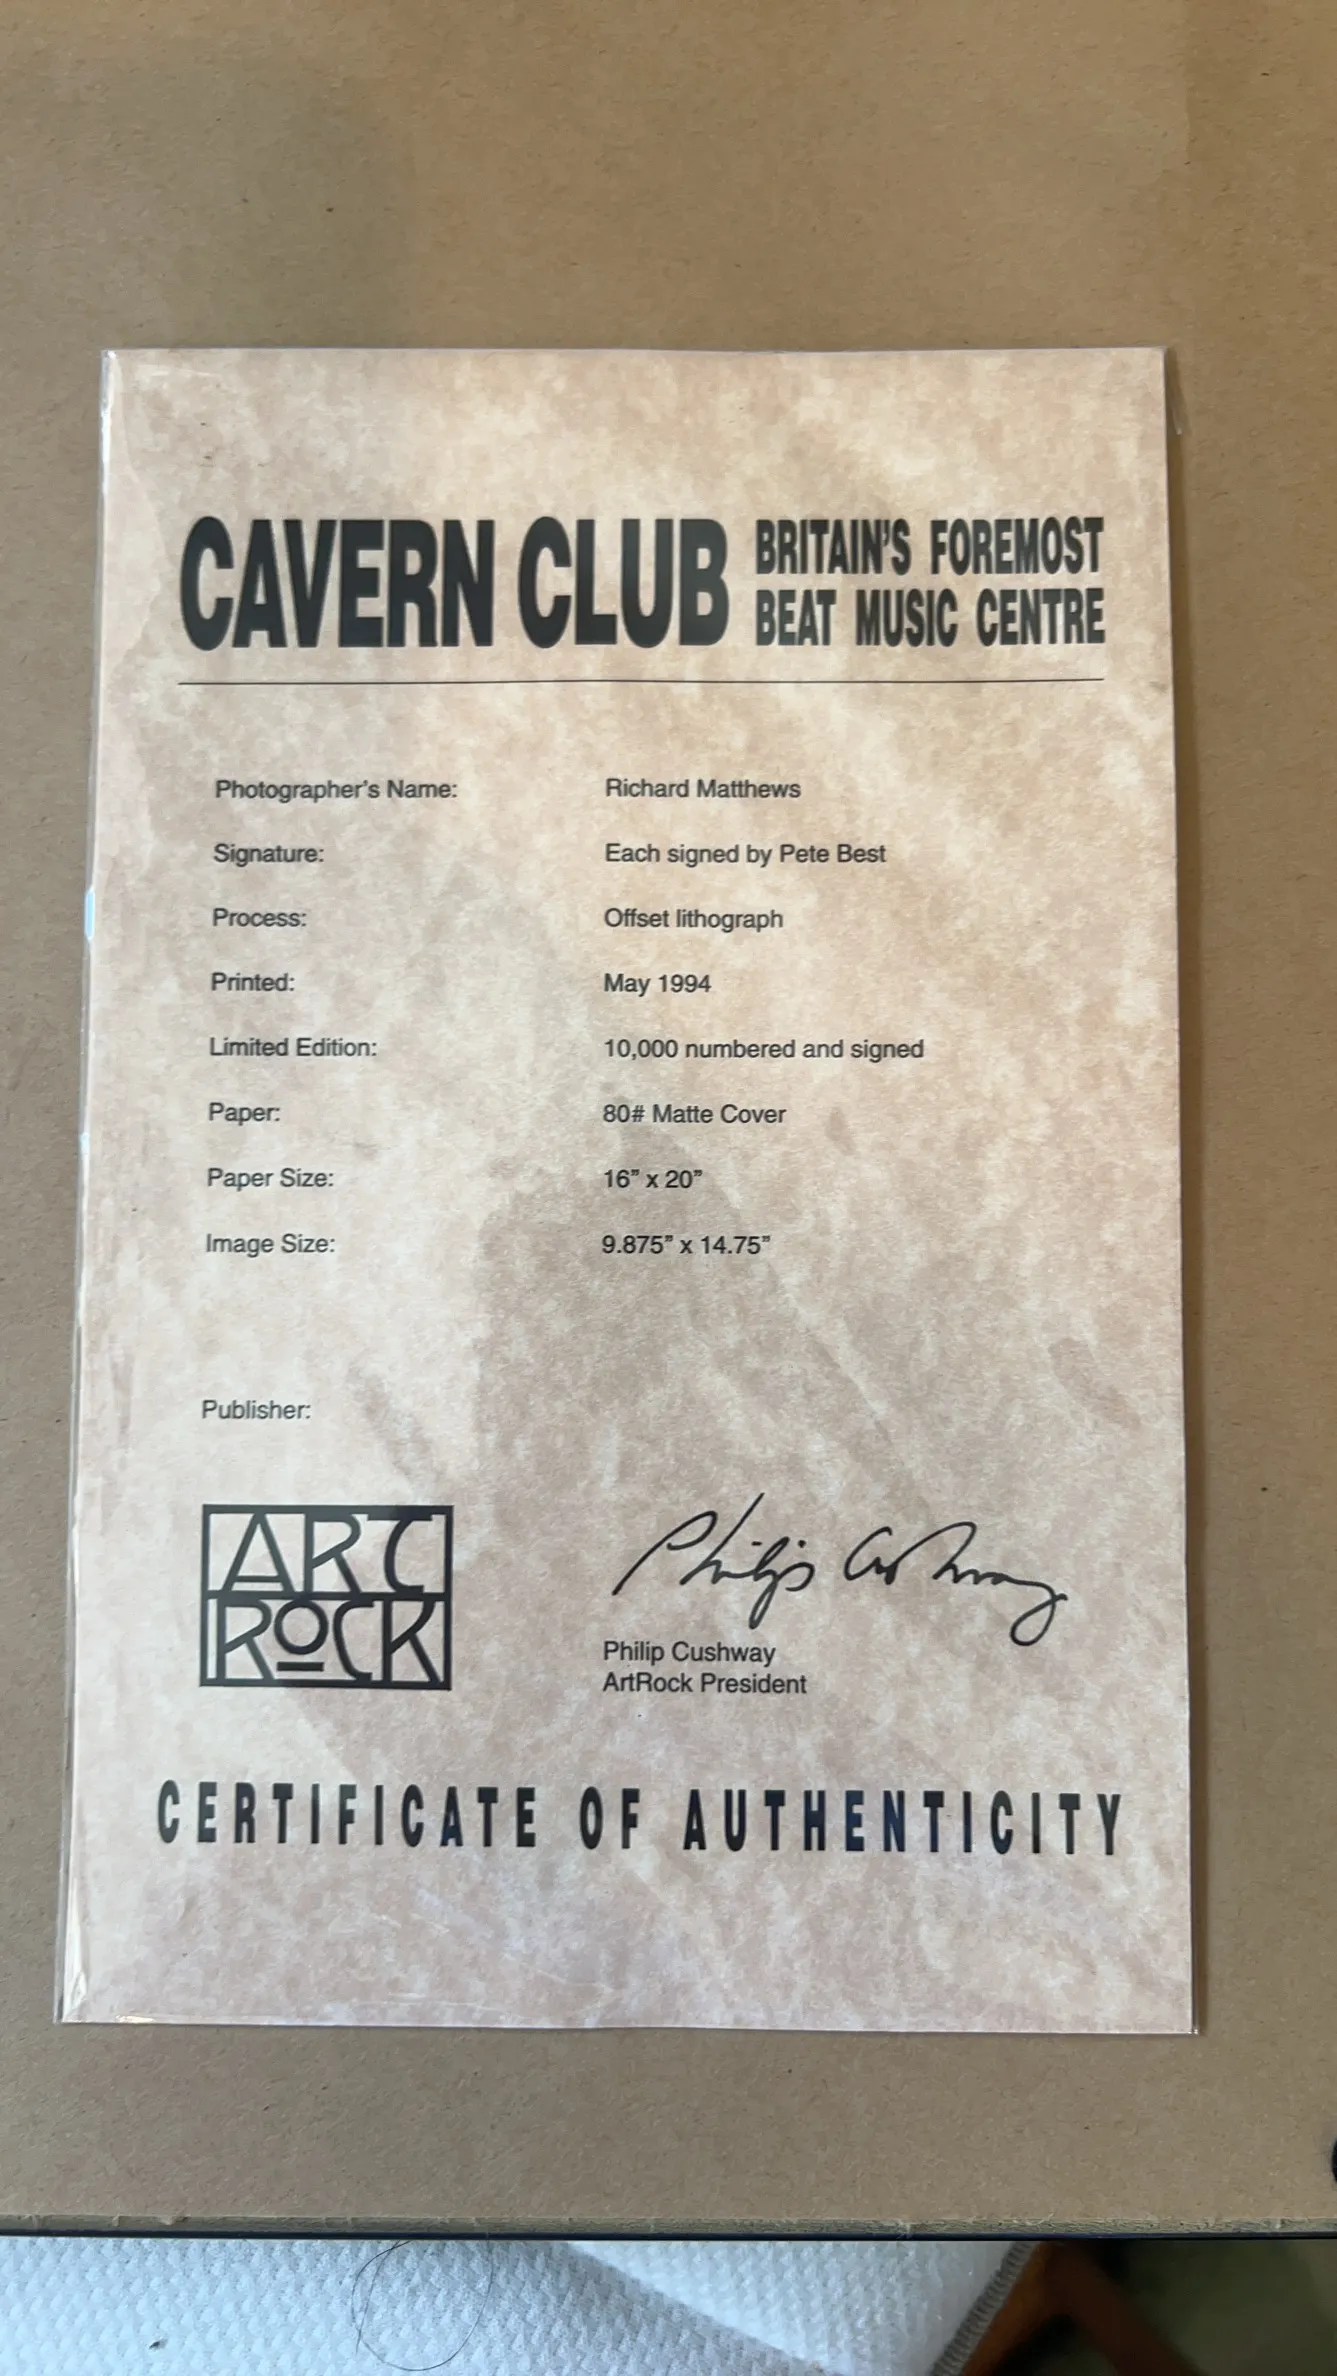 CAVERN CLUB BRITAIN'S FOREMOST
BEAT MUSIC CENTRE
Photographer's Name: Richard Matthews
Signature: Each signed by Pete Best
Process: Offset lithograph
Printed: May 1994
Limited Edition: 10,000 numbered and signed
Paper: 80# Matte Cover
Paper Size: 16” x 20”
Image Size: 9.875” x 14.75”
Publisher:
ART
ROCK
Philip Cushway
Philip Cushway
ArtRock President
CERTIFICATE OF AUTHENTICITY